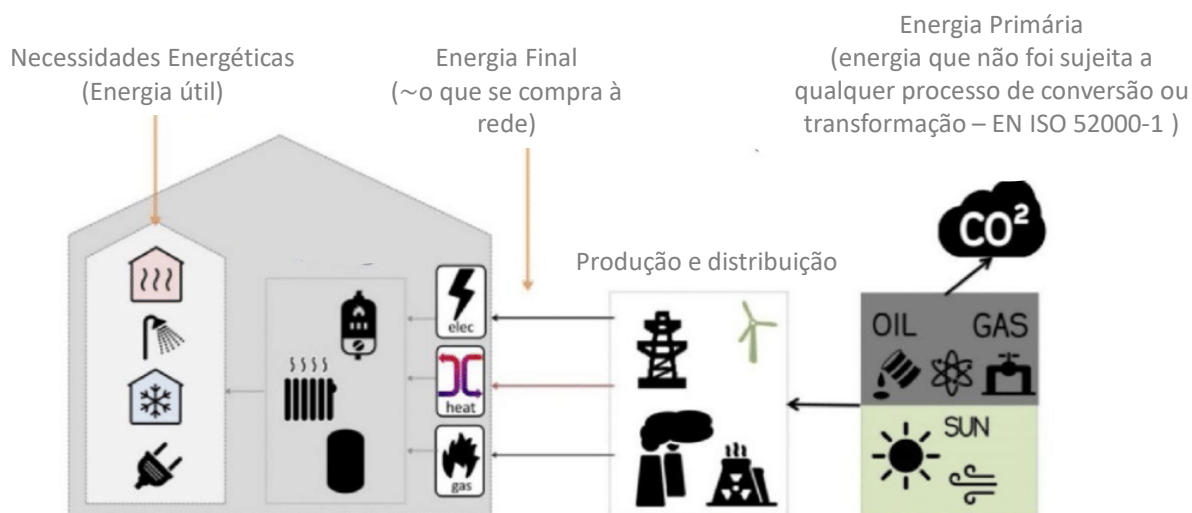 Necessidades Energéticas
(Energia útil)
Energia Final
(~o que se compra à
rede)
Energia Primária
(energia que não foi sujeita a
qualquer processo de conversão ou
transformação – EN ISO 52000-1 )
CO²
Produção e distribuição
elec
heat
gas
OIL GAS
SUN